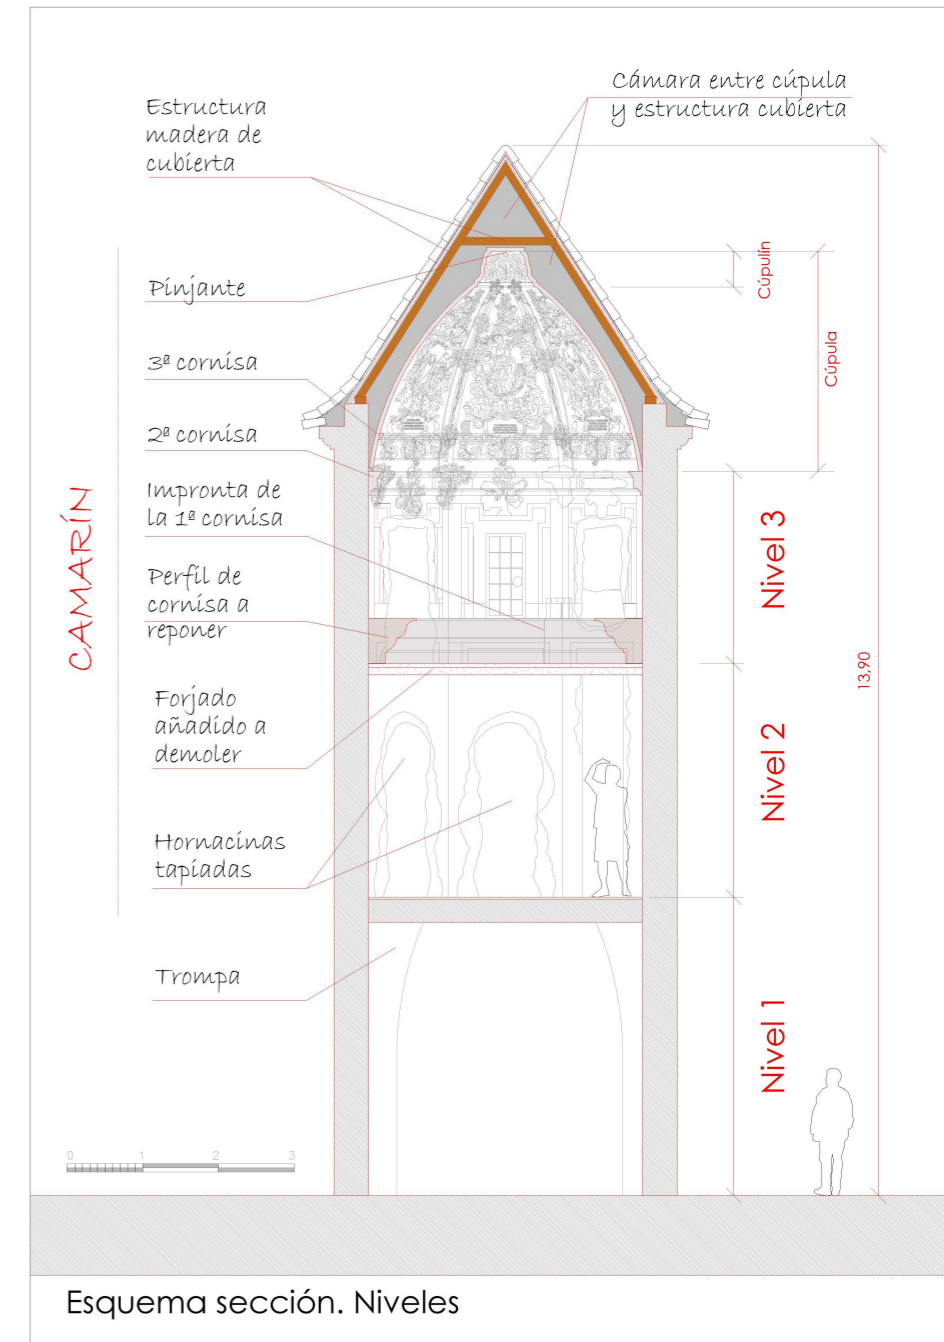 Cámara entre cúpula
y estructura cubierta
Estructura
madera de
cubierta
Pinjante
3ª cornisa
2ª cornisa
Impronta de
la 1ª cornisa
Perfil de
cornisa a
reponer
Forjado
añadido a
demoler
Hornacinas
tapiadas
Trompa
CAMARÍN
Cúpulín
Cúpula
Nivel 3
Nivel 2
Nivel 1
13,90
0 1 2 3
Esquema sección. Niveles